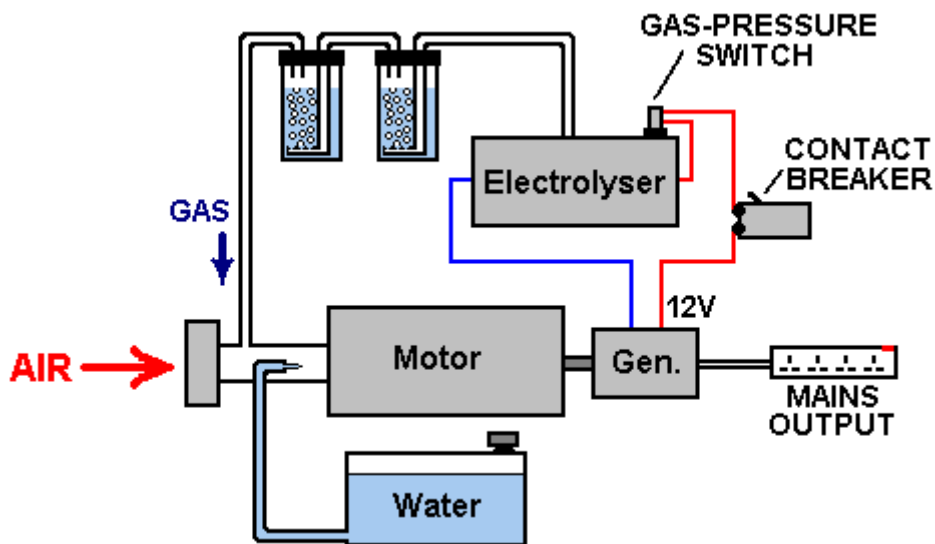 GAS-PRESSURE
SWITCH
CONTACT
BREAKER
Electrolyser
GAS
12V
AIR
Motor
Gen.
MAINS
OUTPUT
Water